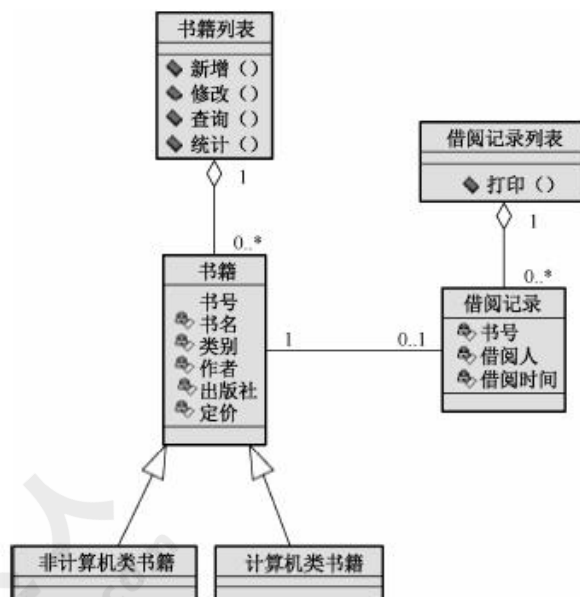 书籍列表
新增（）
修改（）
查询（）
统计（）
1
0..*
借阅记录列表
打印（）
1
0..*
书籍
书号
书名
类别
作者
出版社
定价
1
0..1
借阅记录
书号
借阅人
借阅时间
非计算机类书籍
计算机类书籍